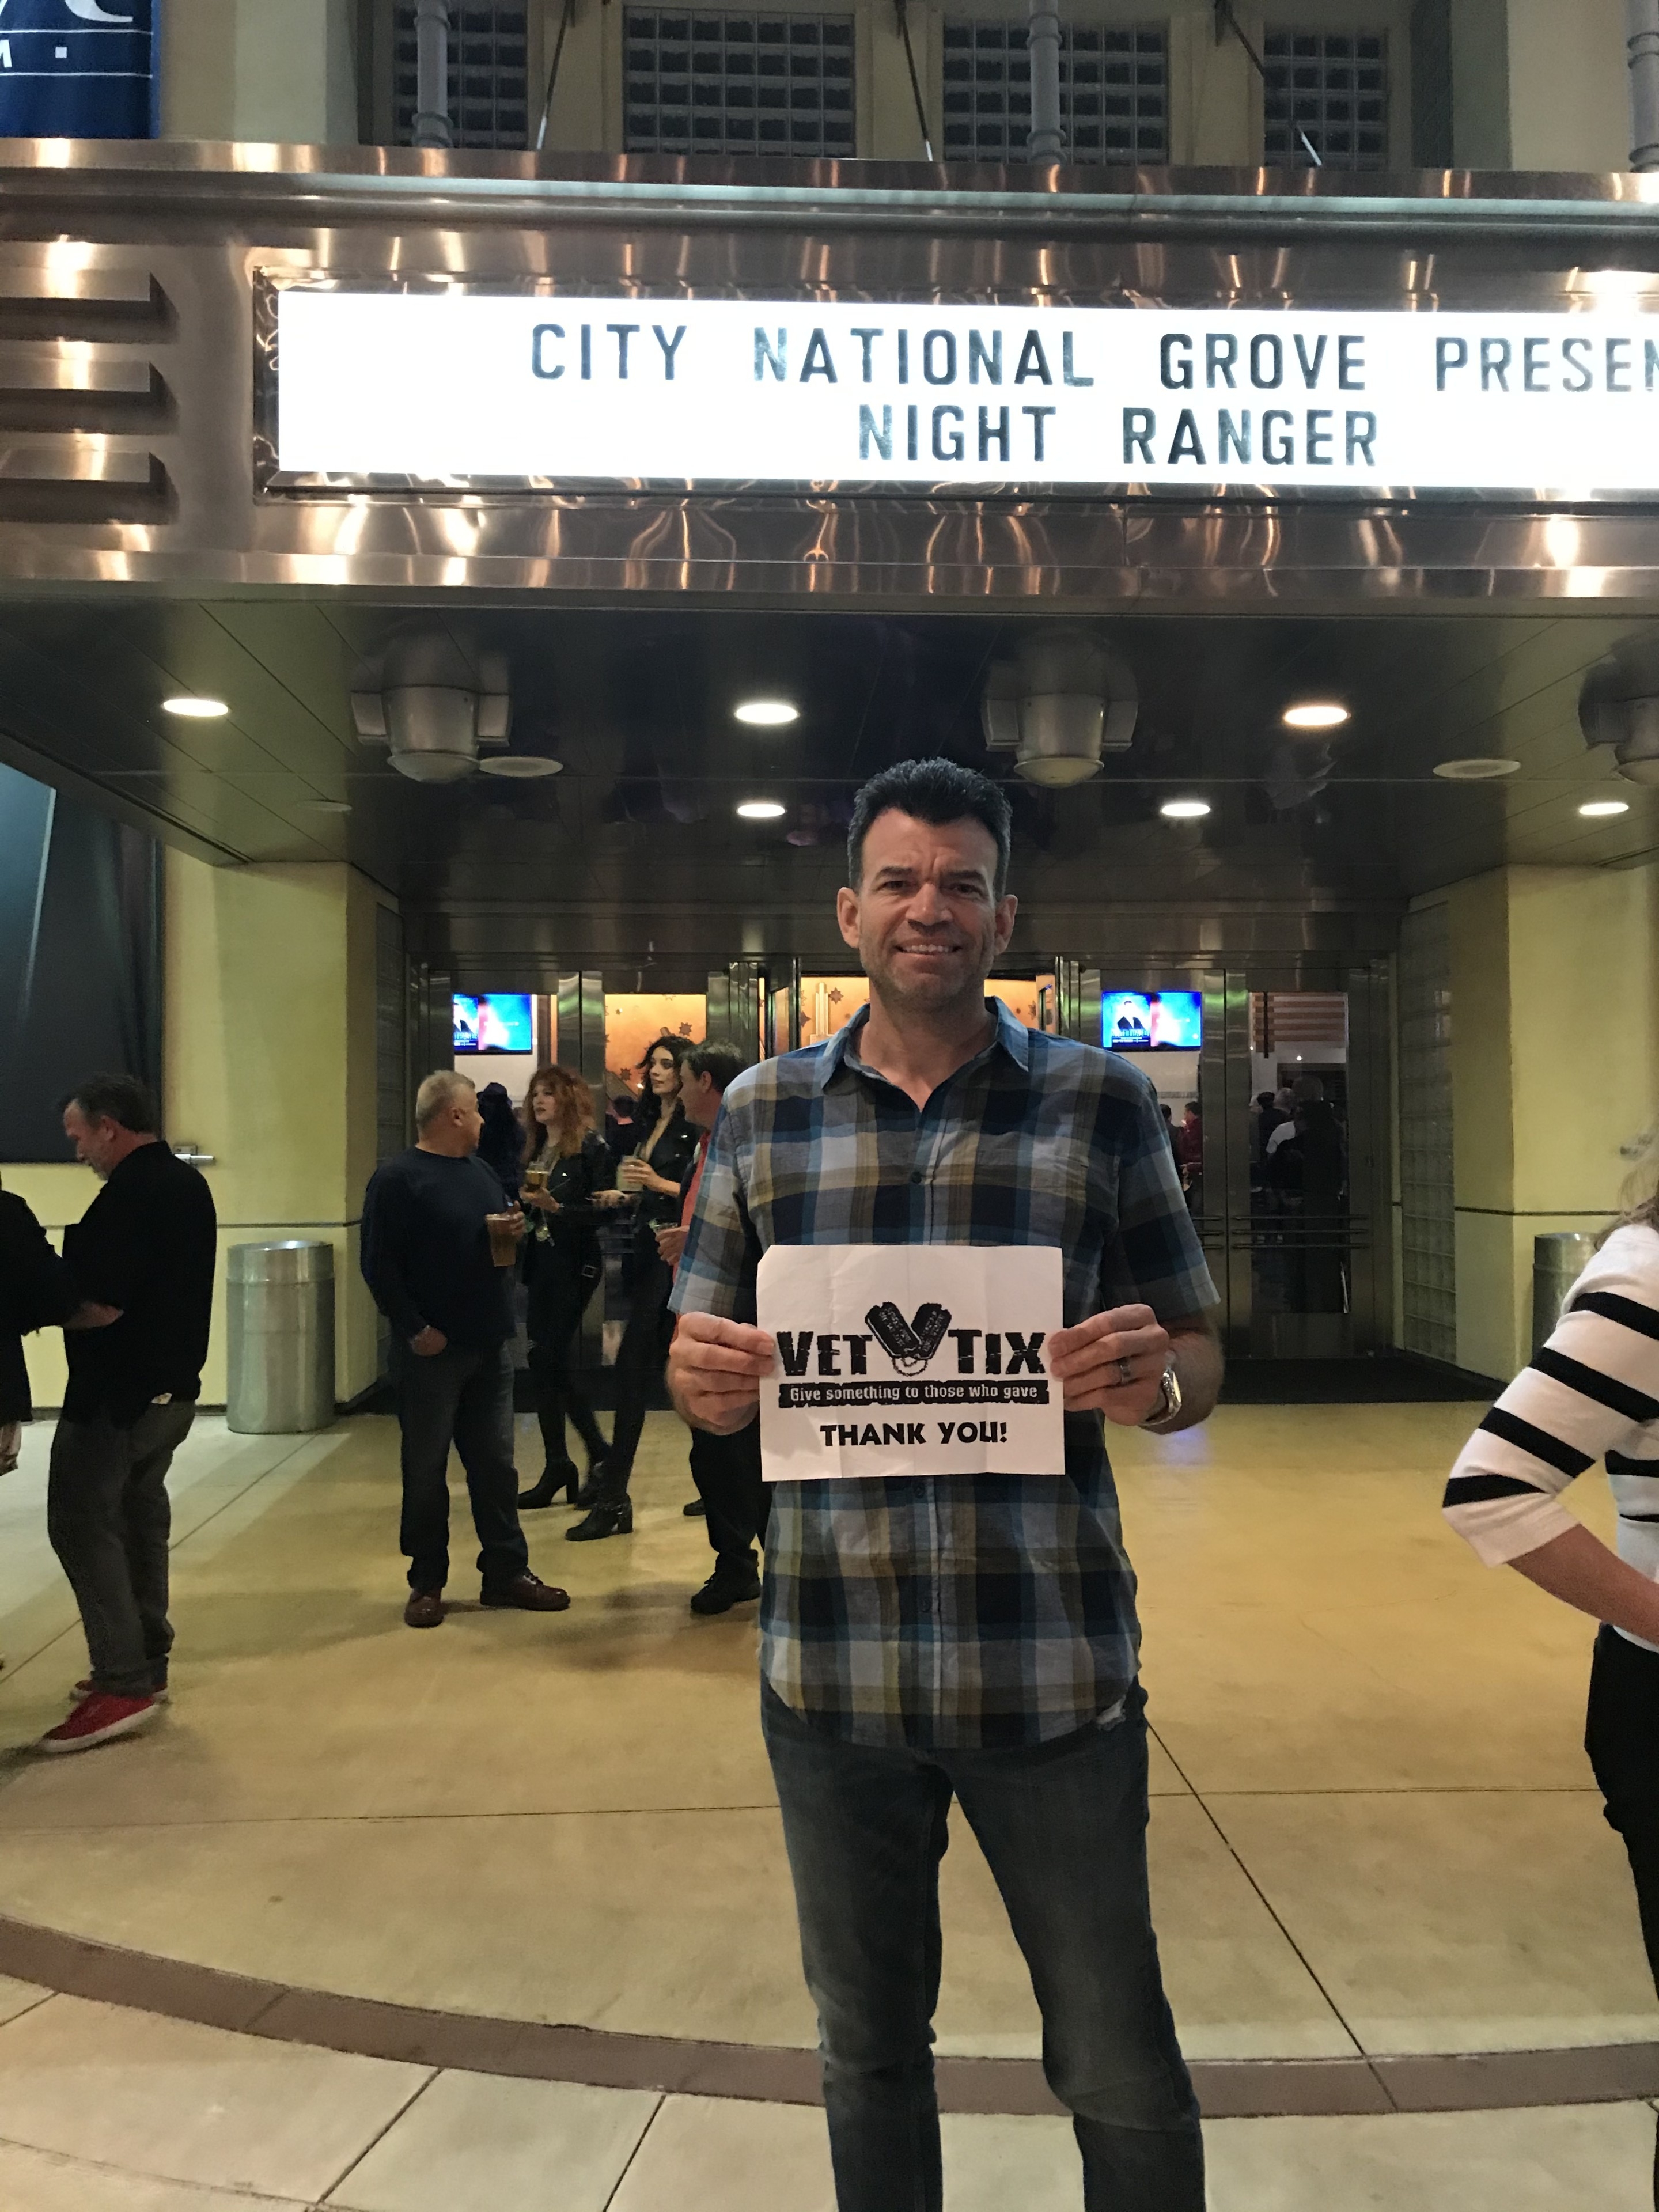 M ·
CITY NATIONAL GROVE PRESEN
NIGHT RANGER
VET TIX
Give something to those who gave
THANK YOU!